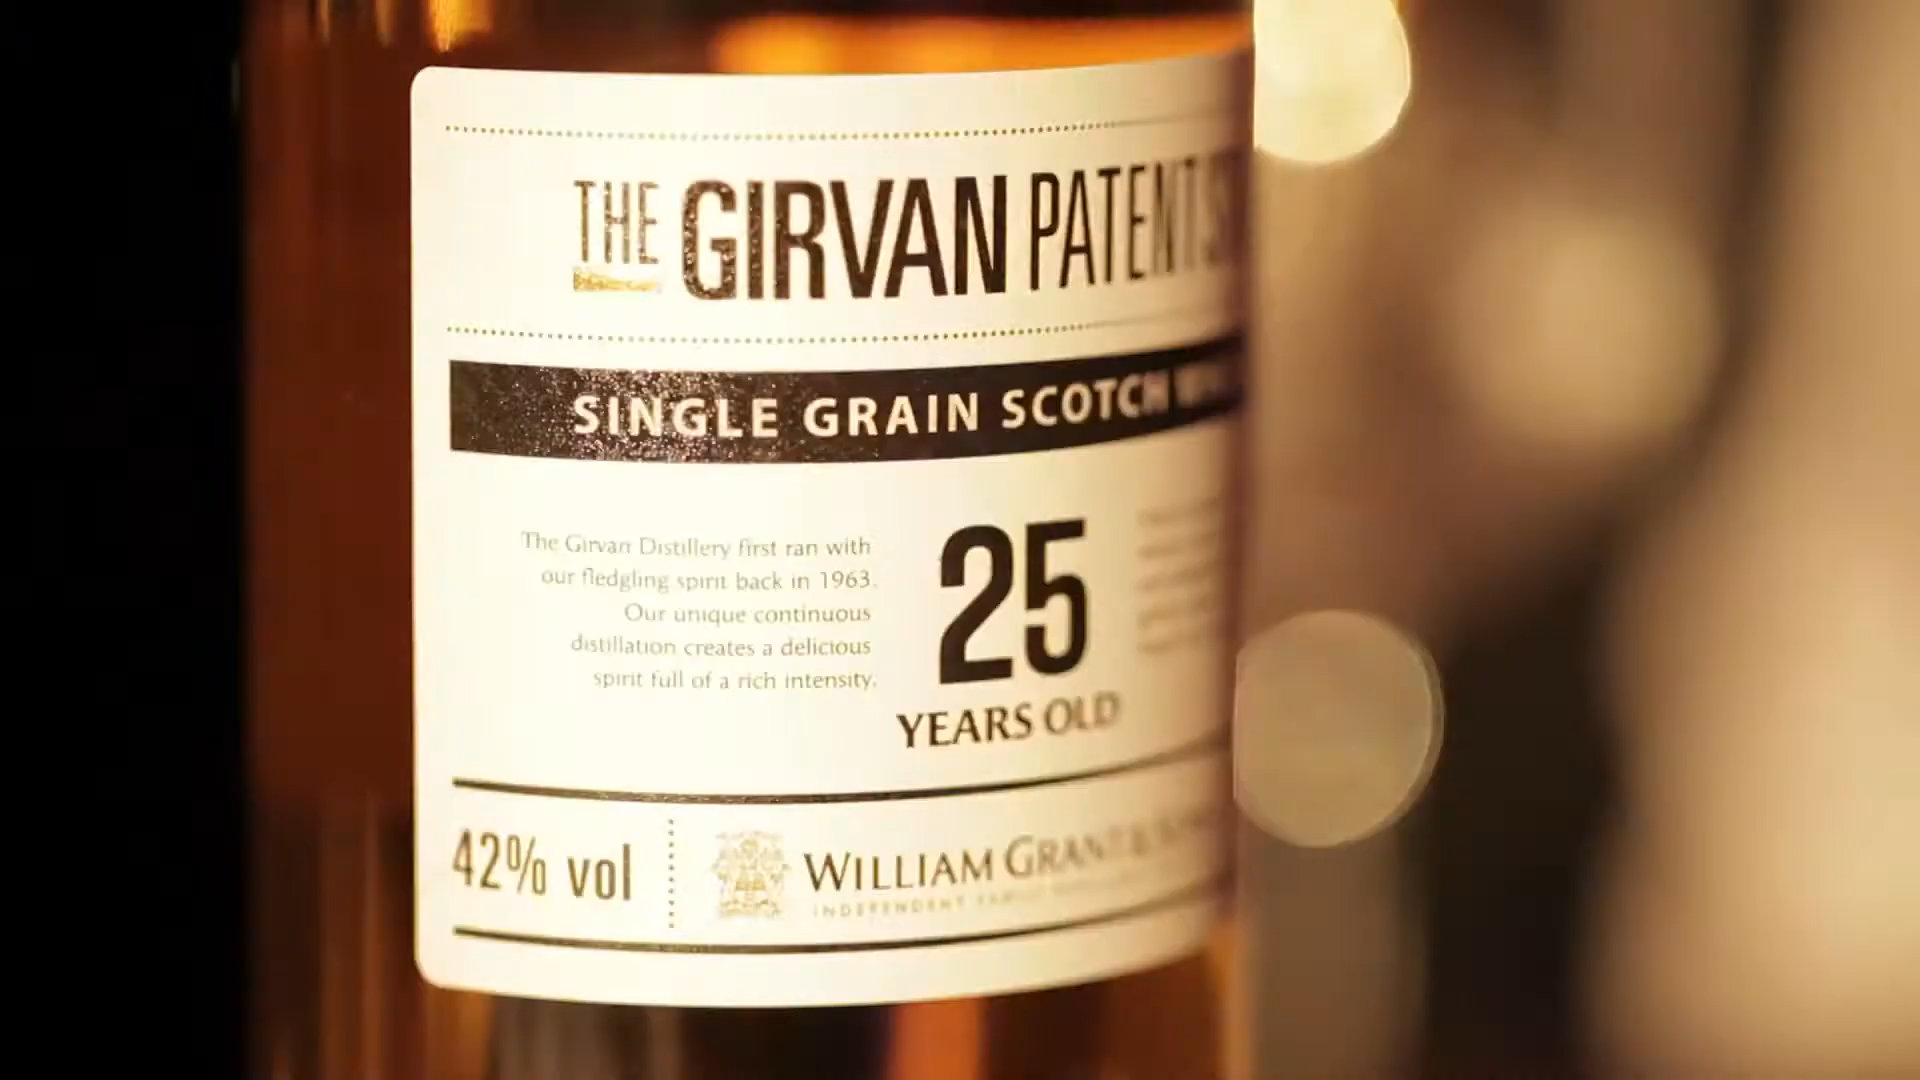 THE GIRVAN PATENT
SINGLE GRAIN SCOTCH
The Girvan Distillery first ran with
our fledgling spirit back in 1963.
Our unique continuous
distillation creates a delicious
spirit full of a rich intensity.
25
YEARS OLD
42% vol
WILLIAM GRANT &
INDEPENDENT